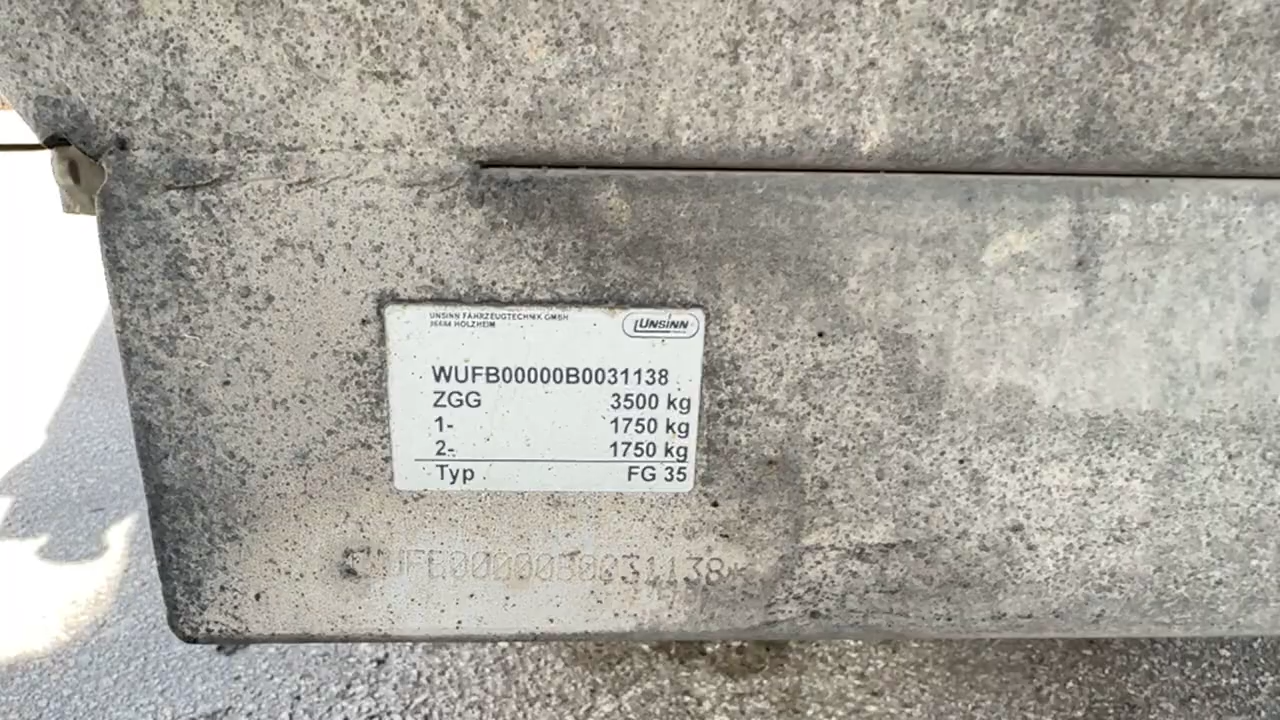 UNSINN FAHRZEUGTECHNIK GMBH
86684 HOLZHEIM
UNSINN
WUFB00000B0031138
ZGG 3500 kg
1- 1750 kg
2- 1750 kg
Typ FG 35
WUFB00000B0031138